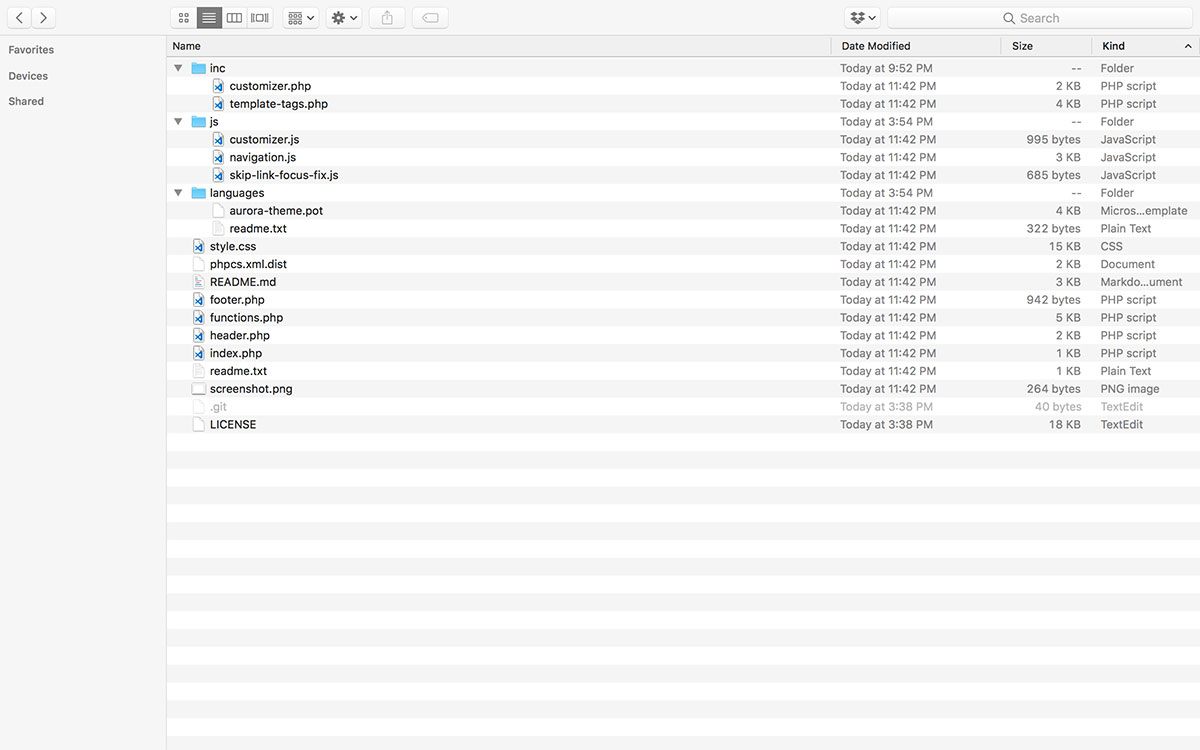 Search
Favorites
Devices
Shared
Name Date Modified Size Kind
inc Today at 9:52 PM -- Folder
customizer.php Today at 11:42 PM 2 KB PHP script
template-tags.php Today at 11:42 PM 4 KB PHP script
js Today at 3:54 PM -- Folder
customizer.js Today at 11:42 PM 995 bytes JavaScript
navigation.js Today at 11:42 PM 3 KB JavaScript
skip-link-focus-fix.js Today at 11:42 PM 685 bytes JavaScript
languages Today at 3:54 PM -- Folder
aurora-theme.pot Today at 11:42 PM 4 KB Micros...emplate
readme.txt Today at 11:42 PM 322 bytes Plain Text
style.css Today at 11:42 PM 15 KB CSS
phpcs.xml.dist Today at 11:42 PM 2 KB Document
README.md Today at 11:42 PM 3 KB Markdo...ument
footer.php Today at 11:42 PM 942 bytes PHP script
functions.php Today at 11:42 PM 5 KB PHP script
header.php Today at 11:42 PM 2 KB PHP script
index.php Today at 11:42 PM 1 KB PHP script
readme.txt Today at 11:42 PM 1 KB Plain Text
screenshot.png Today at 11:42 PM 264 bytes PNG image
.git Today at 3:38 PM 40 bytes TextEdit
LICENSE Today at 3:38 PM 18 KB TextEdit